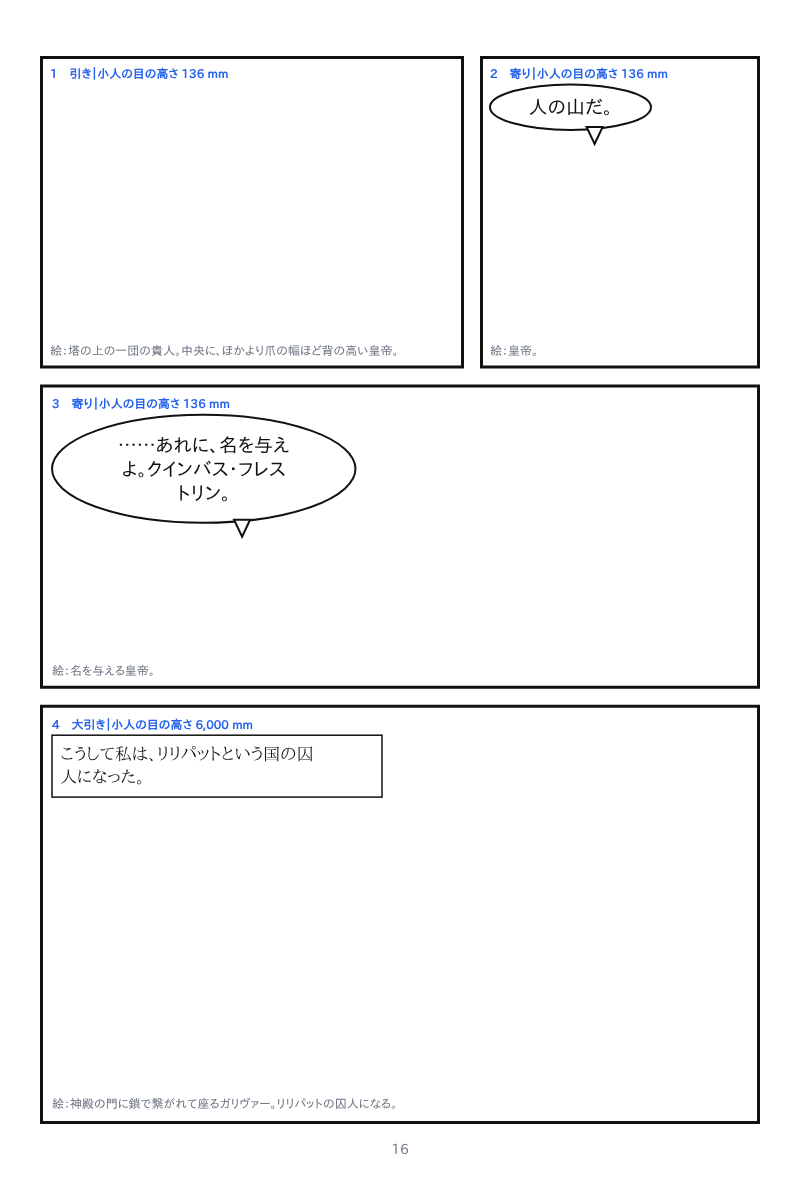 1 引き|小人の目の高さ 136 mm
絵:塔の上の一団の貴人。中央に、ほかより爪の幅ほど背の高い皇帝。
2 寄り|小人の目の高さ 136 mm
人の山だ。
絵:皇帝。
3 寄り|小人の目の高さ 136 mm
……あれに、名を与え
よ。クインバス・フレス
トリン。
絵:名を与える皇帝。
4 大引き|小人の目の高さ 6,000 mm
こうして私は、リリパットという国の囚
人になった。
絵:神殿の門に鎖で繋がれて座るガリヴァー。リリパットの囚人になる。
16